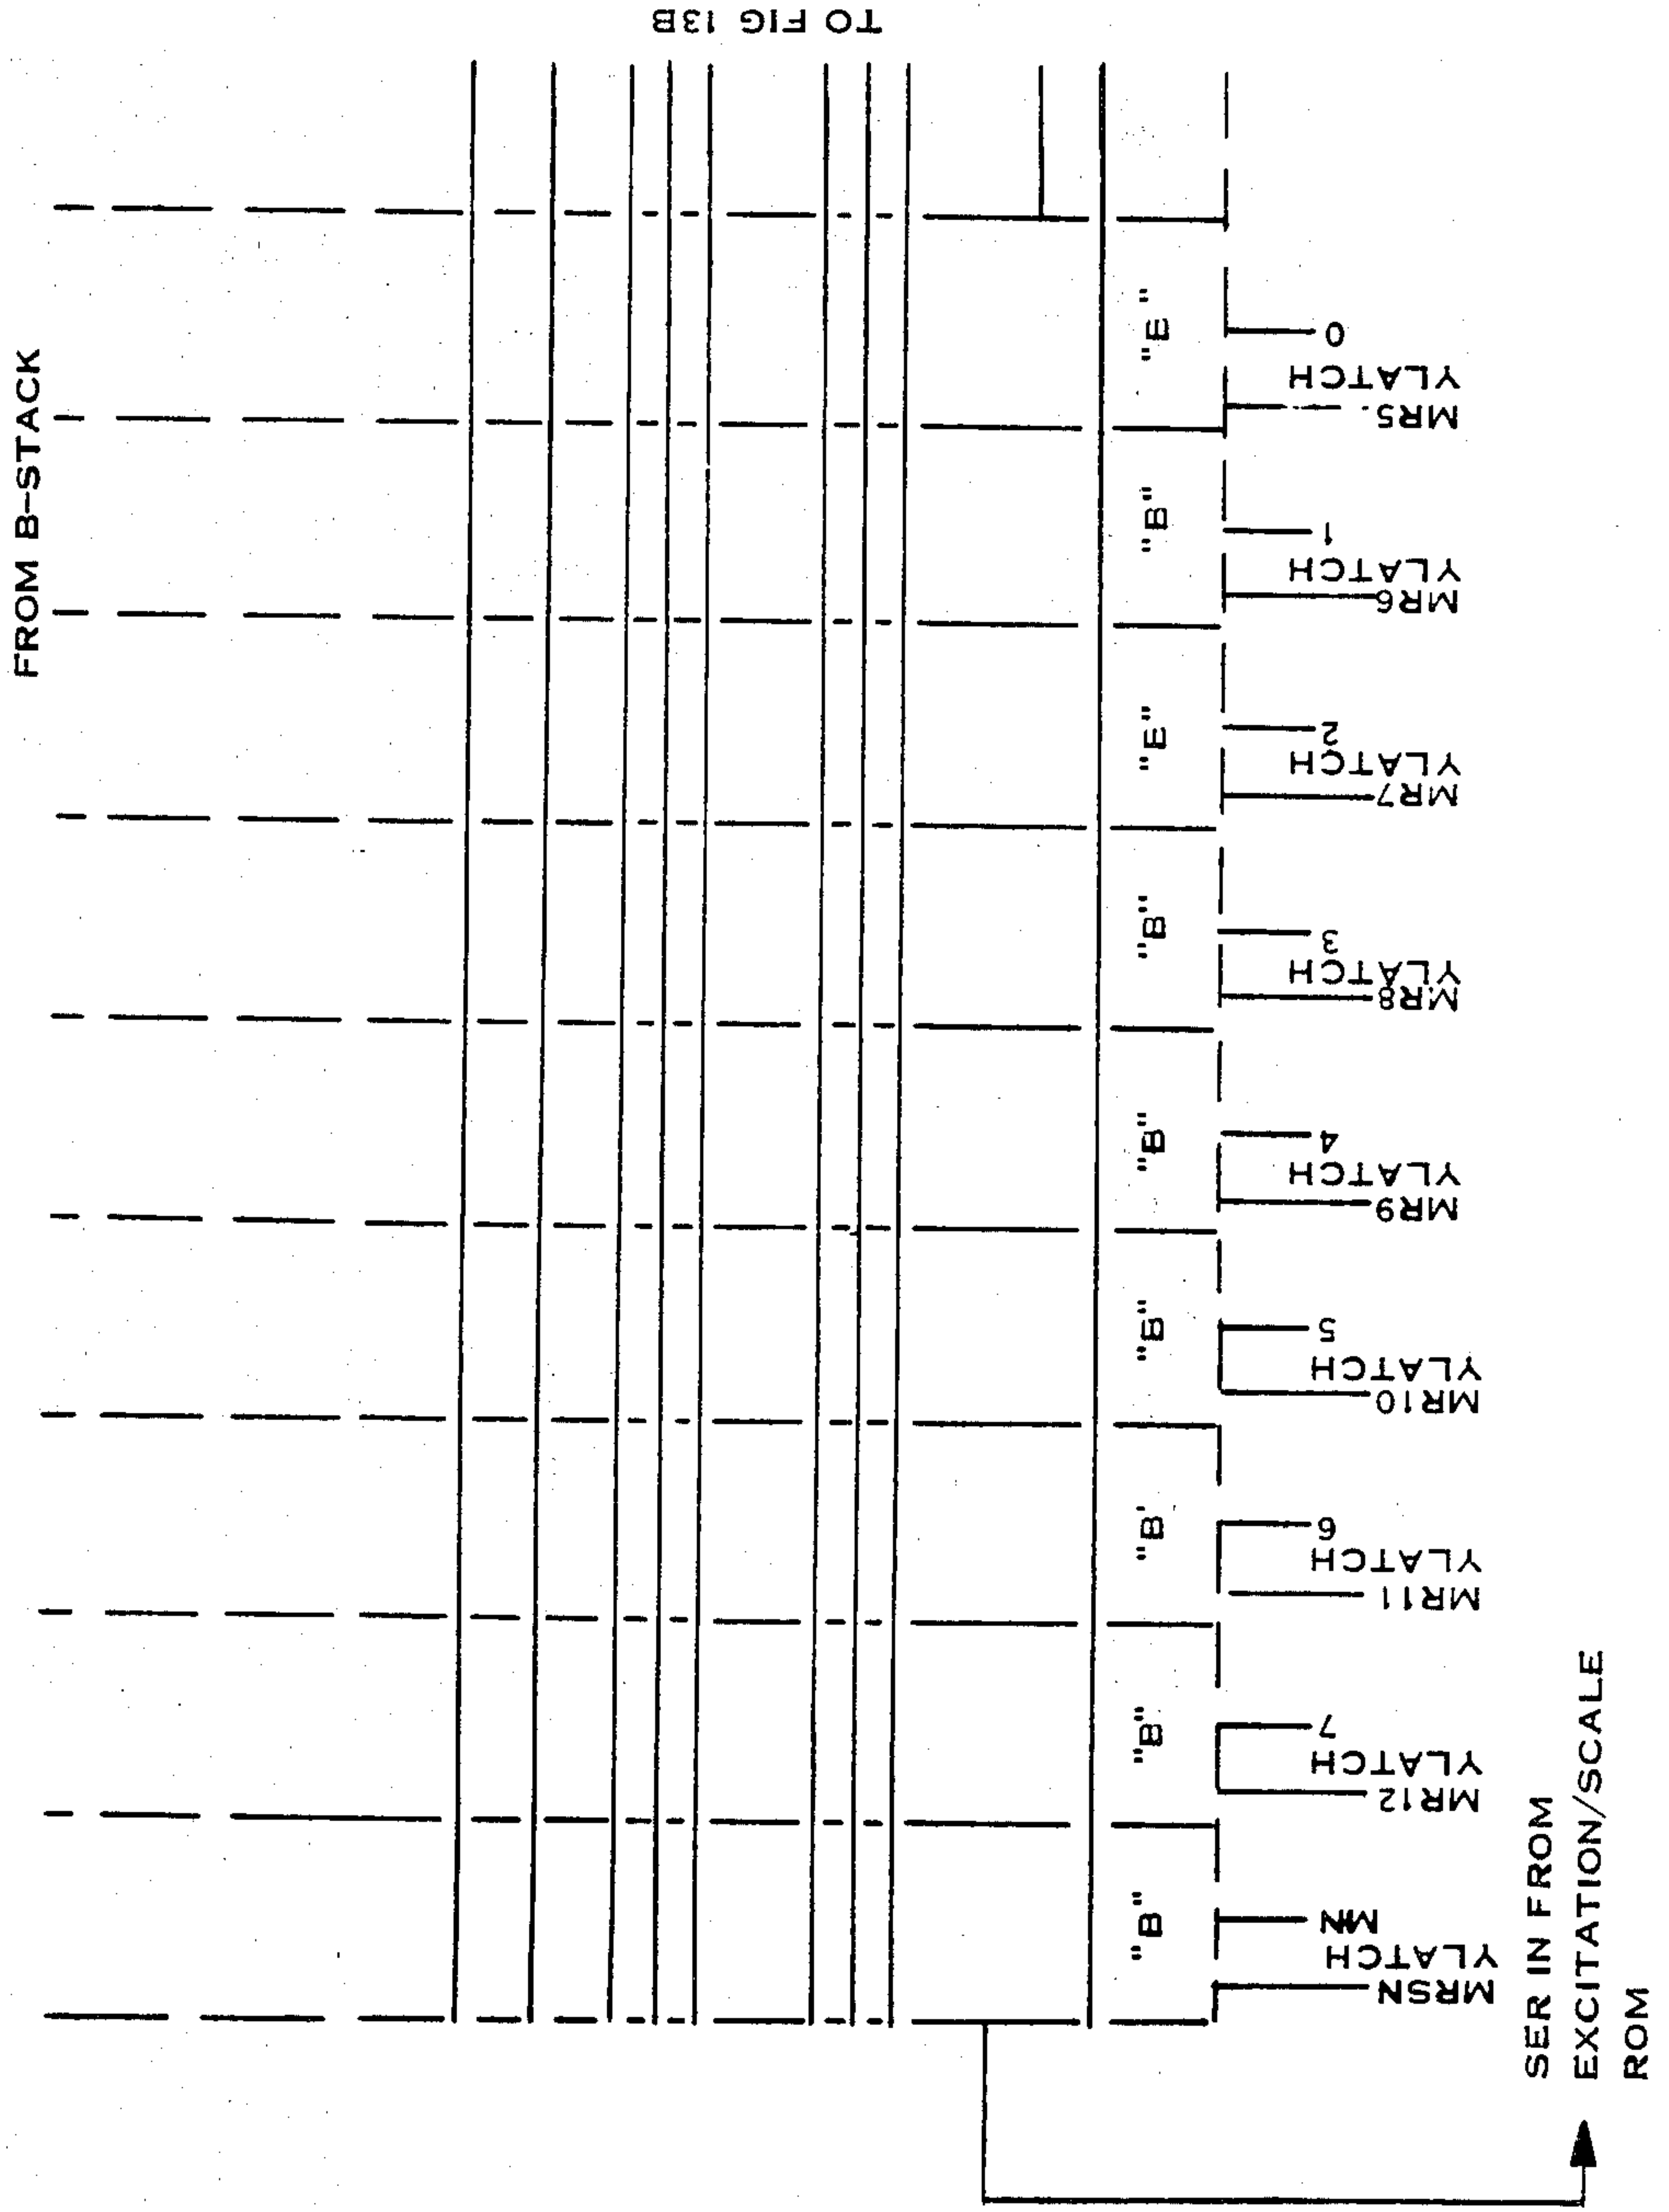 TO FIG 13B
FROM B-STACK
"E"
0
YLATCH
MR5
"B"
1
YLATCH
MR6
"E"
2
YLATCH
MR7
"B"
3
YLATCH
MR8
"B"
4
YLATCH
MR9
"B"
5
YLATCH
MR10
"B'
6
YLATCH
MR11
"B"
7
YLATCH
MR12
"B"
YLATCH
MRSN
SER IN FROM
EXCITATION/SCALE
ROM